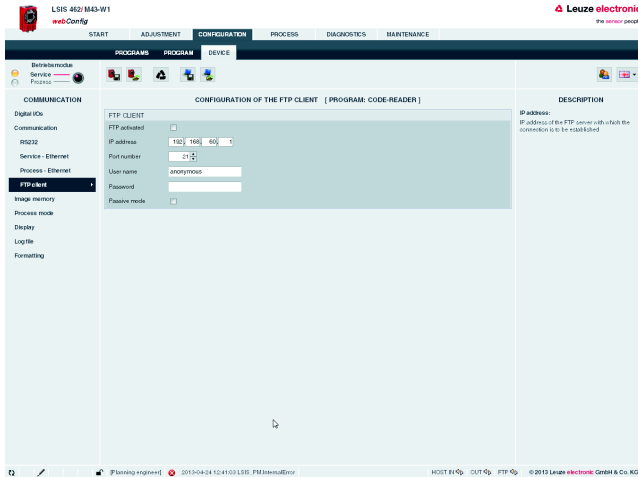 LSIS 462i M43-W1
webConfig
Leuze electronic
the sensor people
START ADJUSTMENT CONFIGURATION PROCESS DIAGNOSTICS MAINTENANCE
PROGRAMS PROGRAM DEVICE
Betriebsmodus
Service
Prozess
COMMUNICATION
CONFIGURATION OF THE FTP CLIENT [ PROGRAM: CODE-READER ]
DESCRIPTION
Digital I/Os
Communication
RS232
Service - Ethernet
Process - Ethernet
FTP client
Image memory
Process mode
Display
Log file
Formatting
FTP CLIENT
FTP activated
IP address 192. 168. 60. 1
Port number 21
User name anonymous
Password
Passive mode
IP address:
IP address of the FTP server with which the
connection is to be established
[Planning engineer] 2013-04-24 12:41:03 LSIS_PM.InternalError
HOST IN OUT FTP © 2013 Leuze electronic GmbH & Co. KG